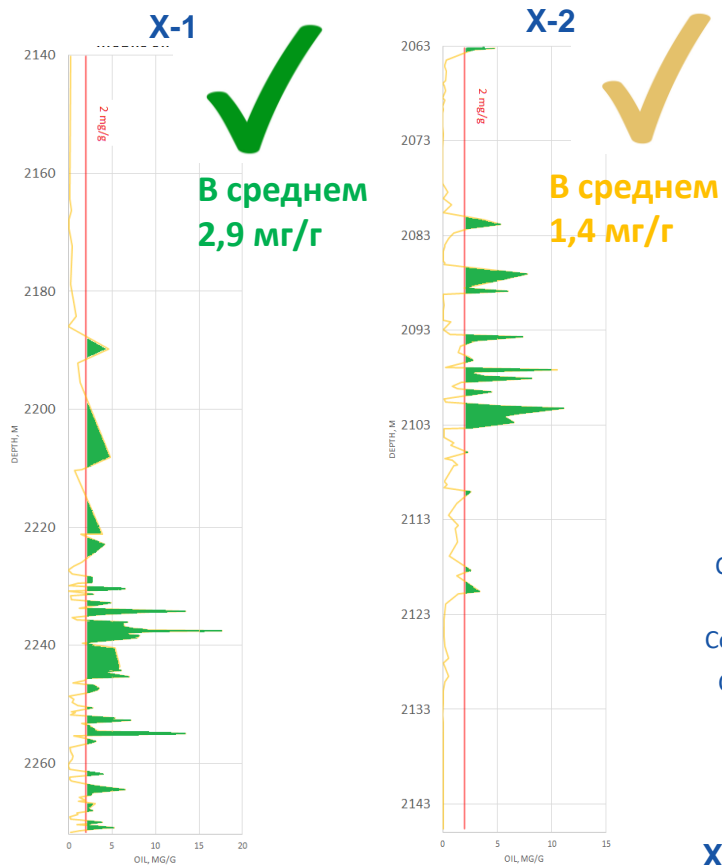 X-1
2140
2160
2180
2200
2220
2240
2260
DEPTH, M
2 mg/g
В среднем
2,9 мг/г
0 5 10 15 20
OIL, MG/G
X-2
2063
2073
2083
2093
2103
2113
2123
2133
2143
DEPTH, M
2 mg/g
В среднем
1,4 мг/г
0 5 10 15
OIL, MG/G